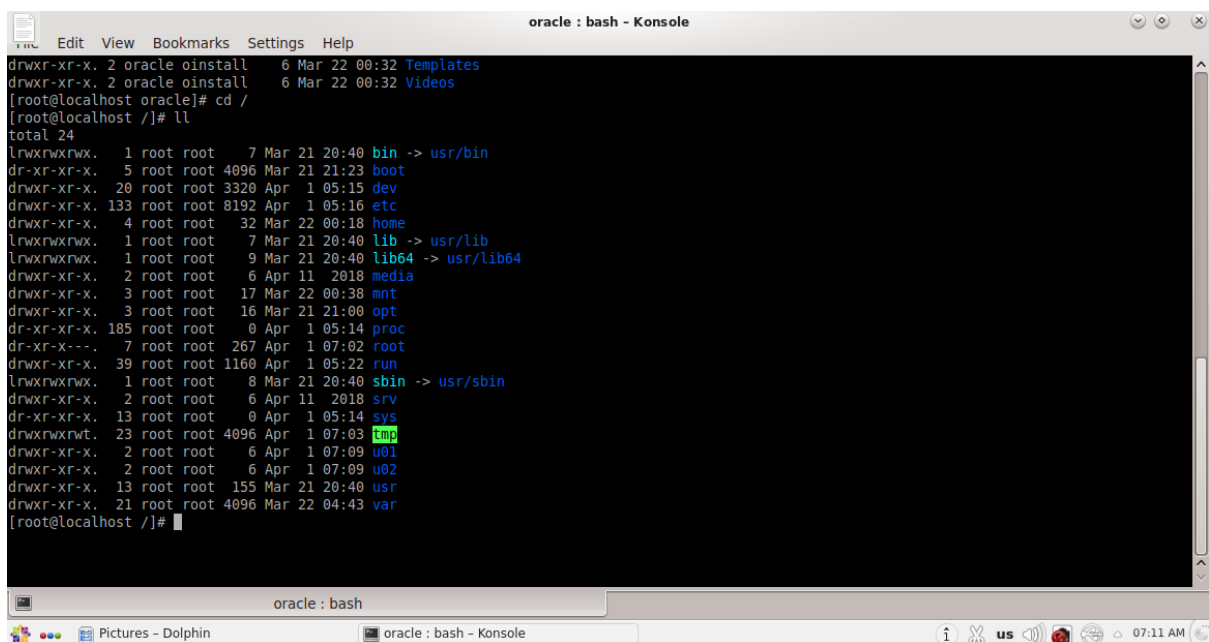 oracle : bash - Konsole
Edit View Bookmarks Settings Help
drwxr-xr-x. 2 oracle oinstall    6 Mar 22 00:32 Templates
drwxr-xr-x. 2 oracle oinstall    6 Mar 22 00:32 Videos
[root@localhost oracle]# cd /
[root@localhost /]# ll
total 24
lrwxrwxrwx.   1 root root    7 Mar 21 20:40 bin -> usr/bin
dr-xr-xr-x.   5 root root 4096 Mar 21 21:23 boot
drwxr-xr-x.  20 root root 3320 Apr  1 05:15 dev
drwxr-xr-x. 133 root root 8192 Apr  1 05:16 etc
drwxr-xr-x.   4 root root   32 Mar 22 00:18 home
lrwxrwxrwx.   1 root root    7 Mar 21 20:40 lib -> usr/lib
lrwxrwxrwx.   1 root root    9 Mar 21 20:40 lib64 -> usr/lib64
drwxr-xr-x.   2 root root    6 Apr 11  2018 media
drwxr-xr-x.   3 root root   17 Mar 22 00:38 mnt
drwxr-xr-x.   3 root root   16 Mar 21 21:00 opt
dr-xr-xr-x. 185 root root    0 Apr  1 05:14 proc
dr-xr-x---.   7 root root  267 Apr  1 07:02 root
drwxr-xr-x.  39 root root 1160 Apr  1 05:22 run
lrwxrwxrwx.   1 root root    8 Mar 21 20:40 sbin -> usr/sbin
drwxr-xr-x.   2 root root    6 Apr 11  2018 srv
dr-xr-xr-x.  13 root root    0 Apr  1 05:14 sys
drwxrwxrwt.  23 root root 4096 Apr  1 07:03 tmp
drwxr-xr-x.   2 root root    6 Apr  1 07:09 u01
drwxr-xr-x.   2 root root    6 Apr  1 07:09 u02
drwxr-xr-x.  13 root root  155 Mar 21 20:40 usr
drwxr-xr-x.  21 root root 4096 Mar 22 04:43 var
[root@localhost /]#
oracle : bash
Pictures - Dolphin
oracle : bash - Konsole
us
07:11 AM